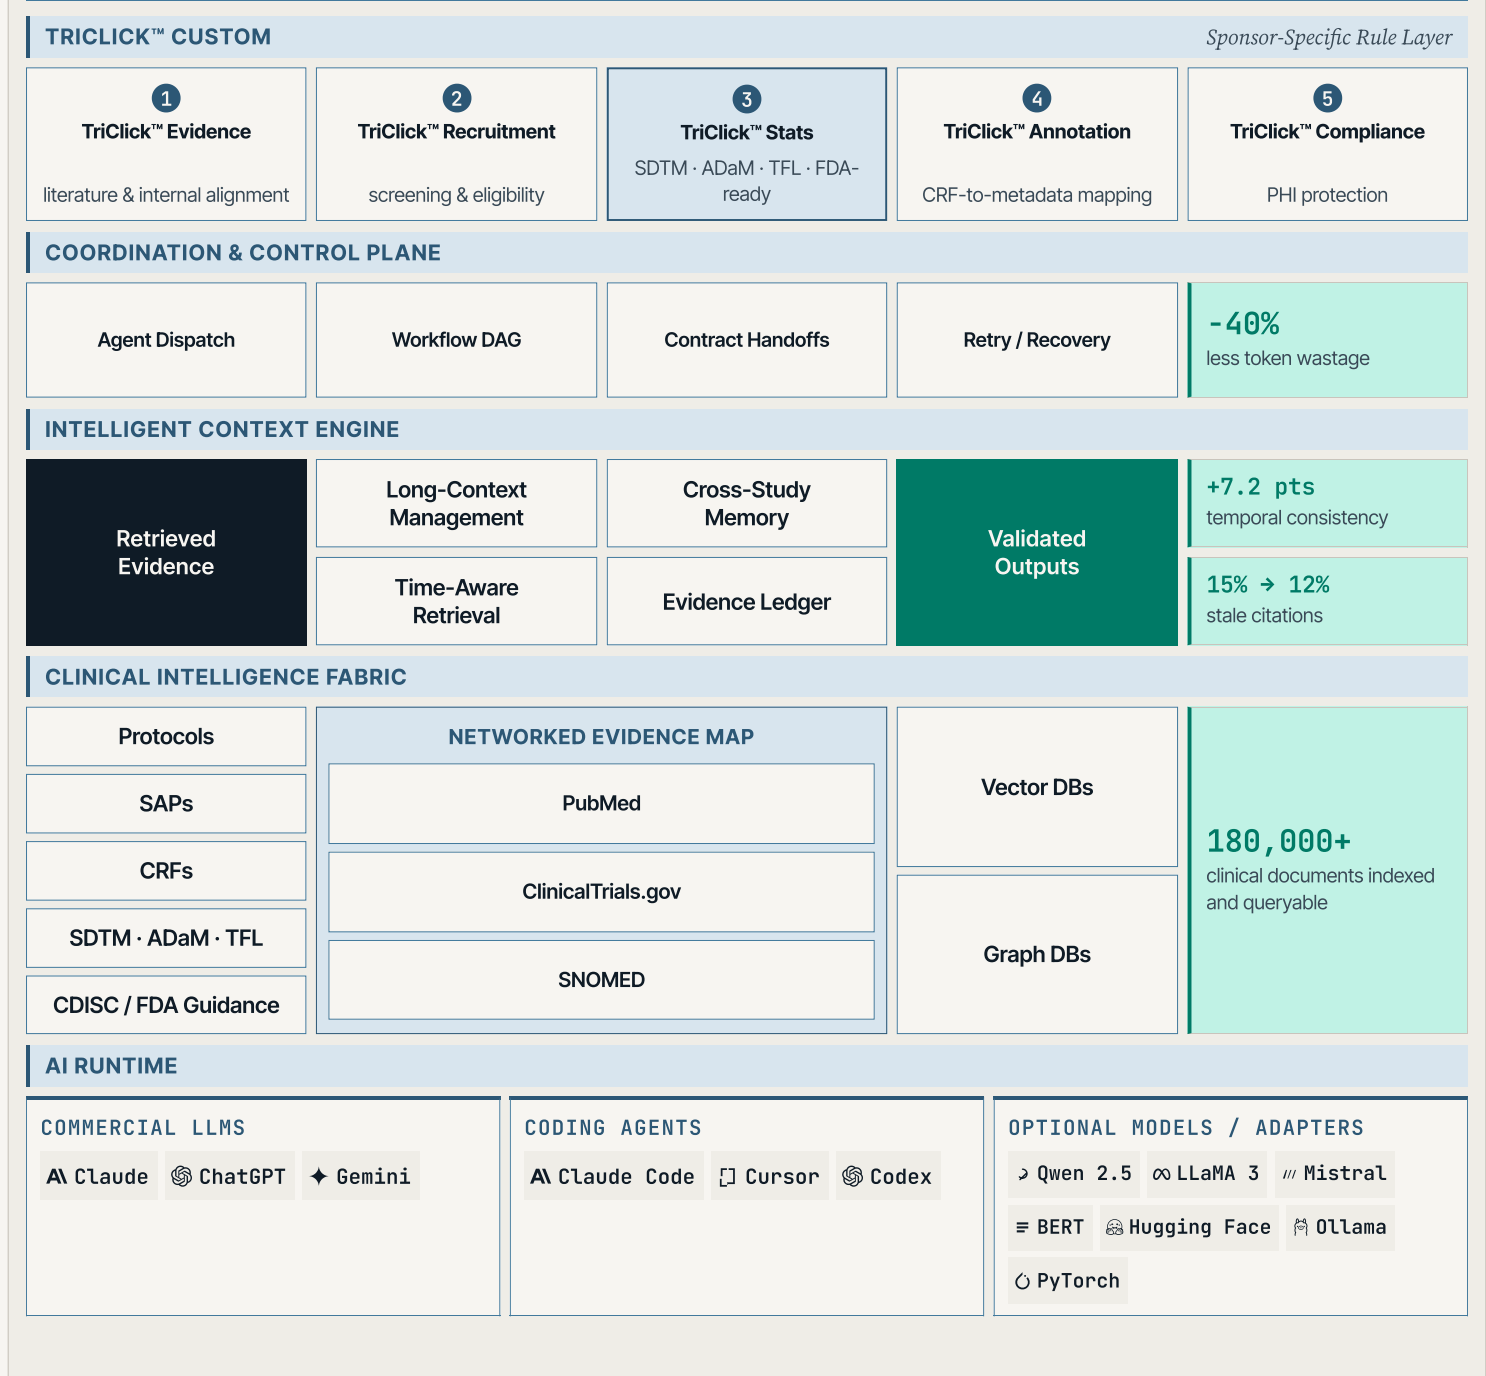 TRICLICK™ CUSTOM
Sponsor-Specific Rule Layer
1
TriClick™ Evidence
literature & internal alignment
2
TriClick™ Recruitment
screening & eligibility
3
TriClick™ Stats
SDTM · ADaM · TFL · FDA-
ready
4
TriClick™ Annotation
CRF-to-metadata mapping
5
TriClick™ Compliance
PHI protection
COORDINATION & CONTROL PLANE
Agent Dispatch
Workflow DAG
Contract Handoffs
Retry / Recovery
-40%
less token wastage
INTELLIGENT CONTEXT ENGINE
Retrieved
Evidence
Long-Context
Management
Cross-Study
Memory
Time-Aware
Retrieval
Evidence Ledger
Validated
Outputs
+7.2 pts
temporal consistency
15% → 12%
stale citations
CLINICAL INTELLIGENCE FABRIC
Protocols
SAPs
CRFs
SDTM · ADaM · TFL
CDISC / FDA Guidance
NETWORKED EVIDENCE MAP
PubMed
ClinicalTrials.gov
SNOMED
Vector DBs
Graph DBs
180,000+
clinical documents indexed
and queryable
AI RUNTIME
COMMERCIAL LLMS
Claude
ChatGPT
Gemini
CODING AGENTS
Claude Code
Cursor
Codex
OPTIONAL MODELS / ADAPTERS
Qwen 2.5
LLaMA 3
Mistral
BERT
Hugging Face
Ollama
PyTorch